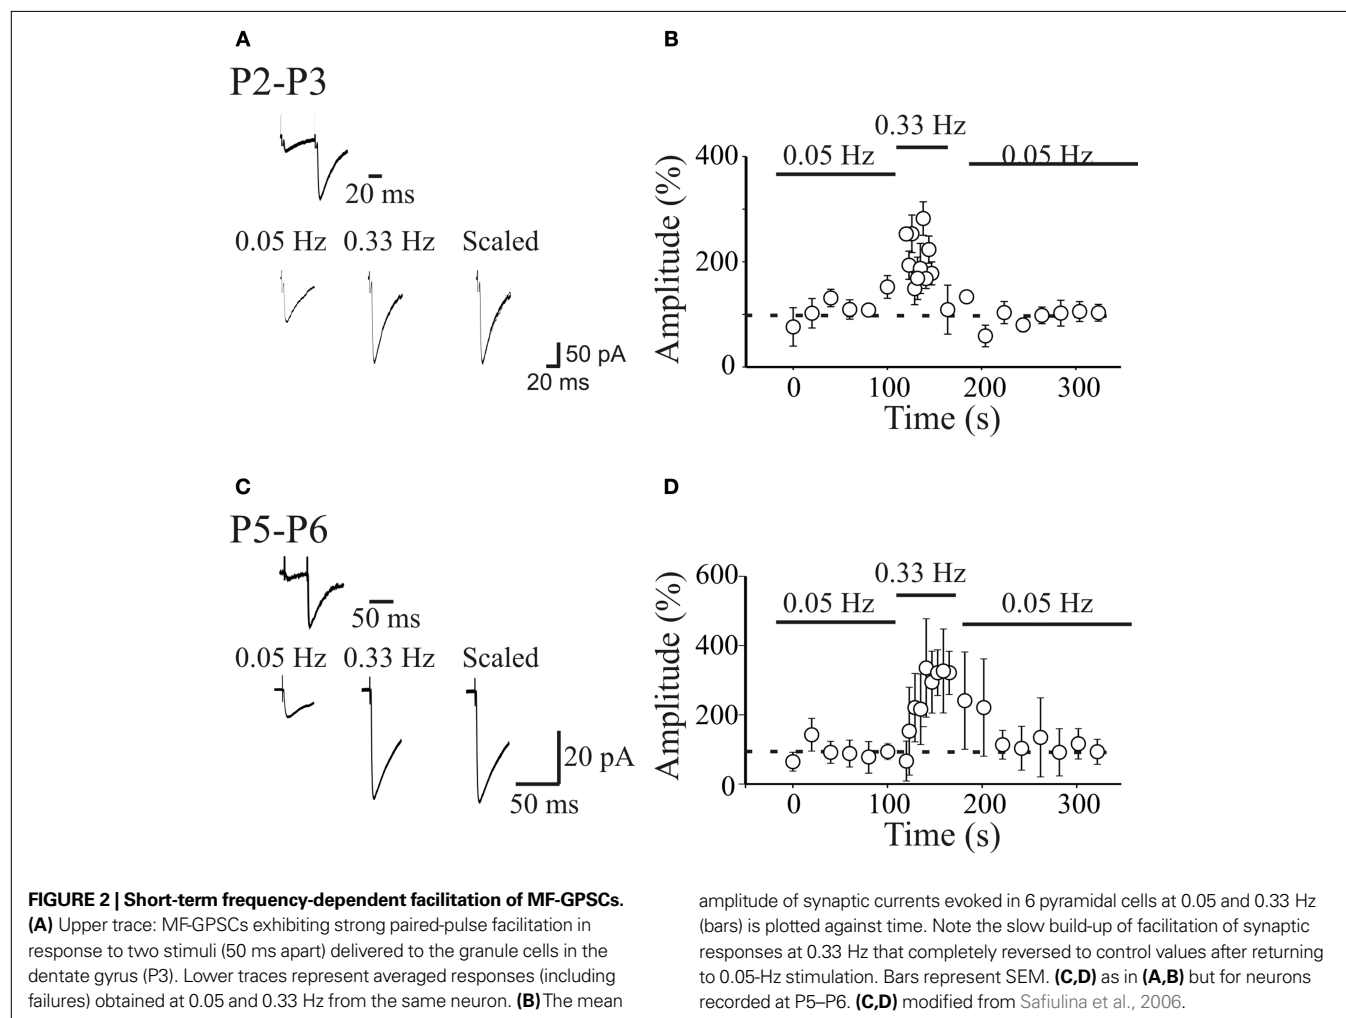 A
P2-P3
20 ms
0.05 Hz 0.33 Hz Scaled
50 pA
20 ms
B
0.33 Hz
0.05 Hz
0.05 Hz
Amplitude (%)
400
200
0
0 100 200 300
Time (s)
C
P5-P6
50 ms
0.05 Hz 0.33 Hz Scaled
20 pA
50 ms
D
0.33 Hz
0.05 Hz
0.05 Hz
Amplitude (%)
600
400
200
0
0 100 200 300
Time (s)
FIGURE 2 | Short-term frequency-dependent facilitation of MF-GPSCs.
(A) Upper trace: MF-GPSCs exhibiting strong paired-pulse facilitation in
response to two stimuli (50 ms apart) delivered to the granule cells in the
dentate gyrus (P3). Lower traces represent averaged responses (including
failures) obtained at 0.05 and 0.33 Hz from the same neuron. (B) The mean
amplitude of synaptic currents evoked in 6 pyramidal cells at 0.05 and 0.33 Hz
(bars) is plotted against time. Note the slow build-up of facilitation of synaptic
responses at 0.33 Hz that completely reversed to control values after returning
to 0.05-Hz stimulation. Bars represent SEM. (C,D) as in (A,B) but for neurons
recorded at P5–P6. (C,D) modified from Safiulina et al., 2006.